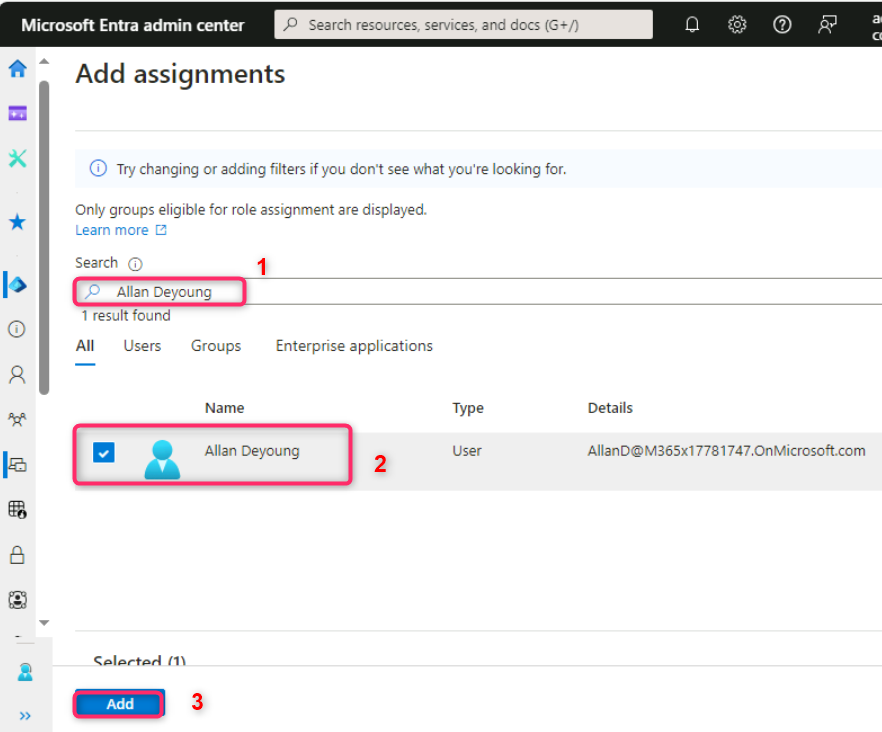 Microsoft Entra admin center
Search resources, services, and docs (G+/)
Add assignments
Try changing or adding filters if you don't see what you're looking for.
Only groups eligible for role assignment are displayed.
Learn more
Search
1
Allan Deyoung
1 result found
All Users Groups Enterprise applications
Name Type Details
Allan Deyoung User AllanD@M365x17781747.OnMicrosoft.com
2
Selected (1)
Add
3